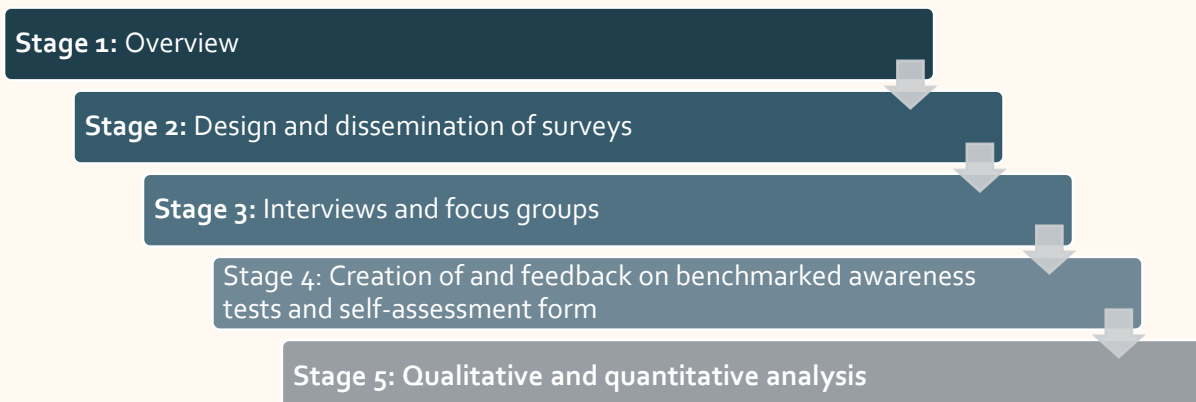 Stage 1: Overview
Stage 2: Design and dissemination of surveys
Stage 3: Interviews and focus groups
Stage 4: Creation of and feedback on benchmarked awareness
tests and self-assessment form
Stage 5: Qualitative and quantitative analysis